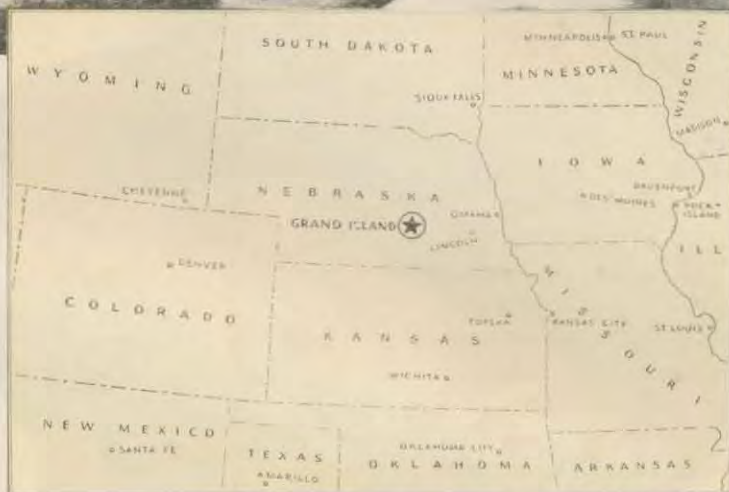 SOUTH DAKOTA
MINNEAPOLIS ST. PAUL
WISCONSIN
WYOMING
MINNESOTA
SIOUX FALLS
MADISON
IOWA
CHEYENNE
NEBRASKA
DAVENPORT
DES MOINES
ROCK ISLAND
GRAND ISLAND
OMAHA
LINCOLN
ILL
DENVER
MISSOURI
COLORADO
KANSAS
TOPEKA
KANSAS CITY
ST. LOUIS
WICHITA
NEW MEXICO
SANTA FE
TEXAS
AMARILLO
OKLAHOMA CITY
OKLAHOMA
ARKANSAS